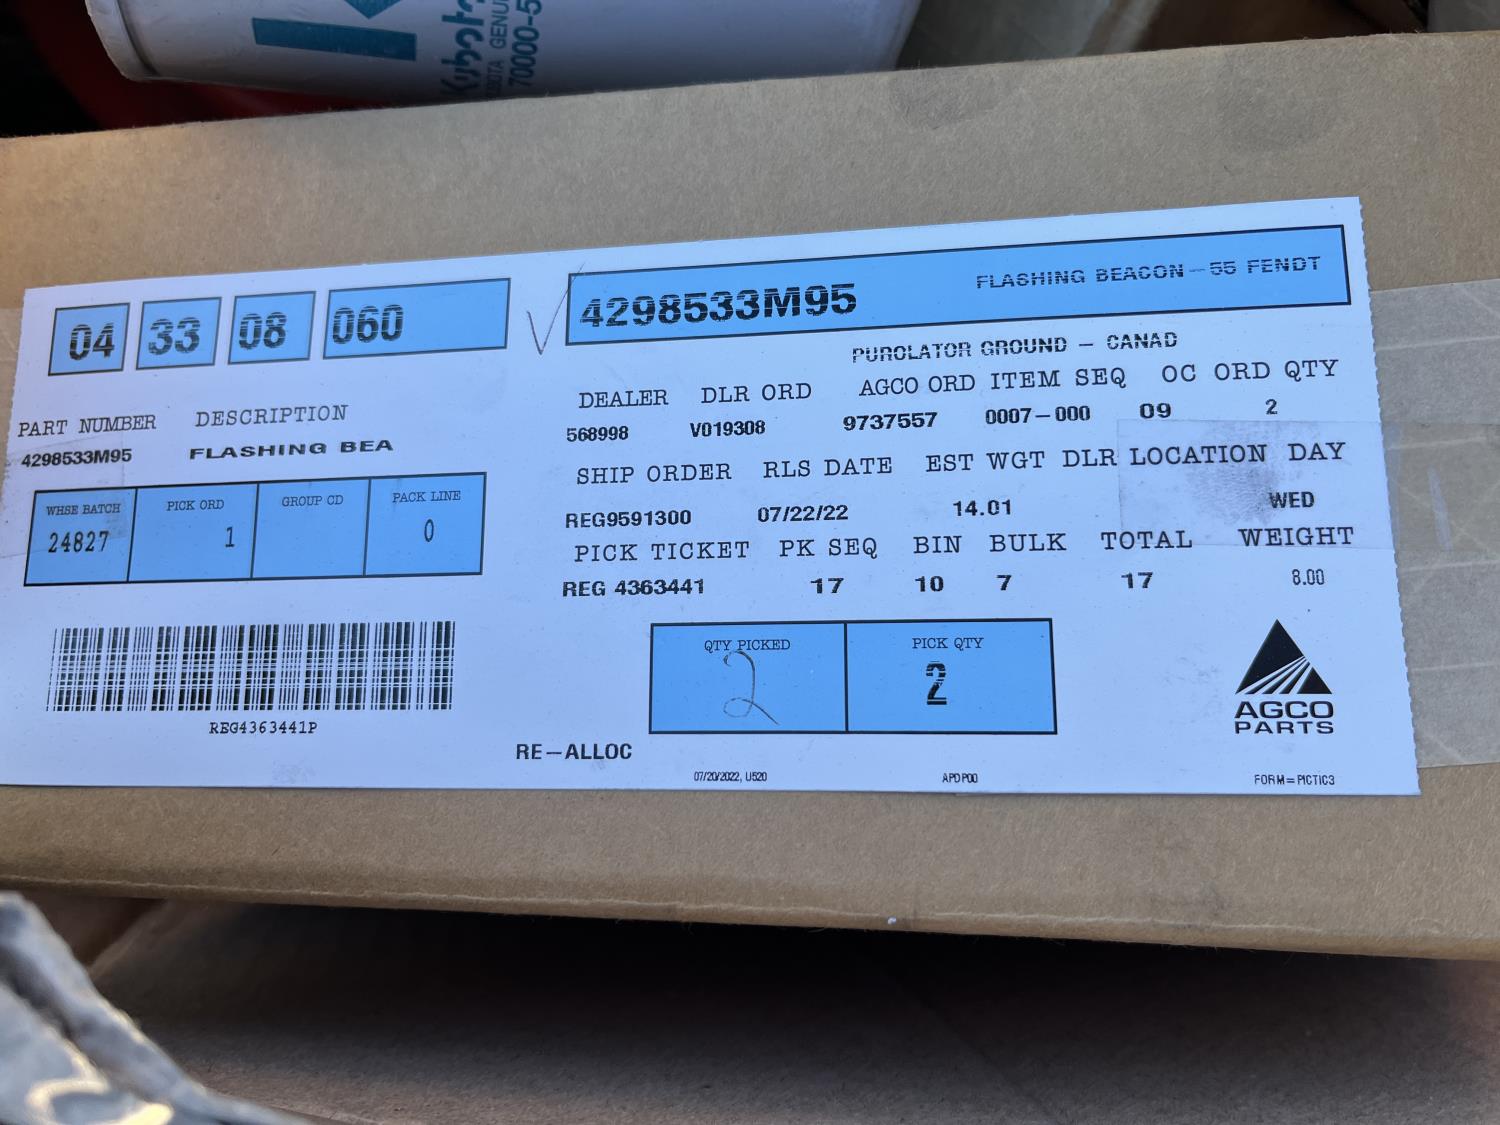 Kubota
KUBOTA GENU
70000-5
04 33 08 060
4298533M95 FLASHING BEACON-55 FENDT
PUROLATOR GROUND - CANAD
PART NUMBER DESCRIPTION
4298533M95 FLASHING BEA
DEALER DLR ORD AGCO ORD ITEM SEQ OC ORD QTY
568998 V019308 9737557 0007-000 09 2
SHIP ORDER RLS DATE EST WGT DLR LOCATION DAY
REG9591300 07/22/22 14.01 WED
WHSE BATCH PICK ORD GROUP CD PACK LINE
24827 1 0
PICK TICKET PK SEQ BIN BULK TOTAL WEIGHT
REG 4363441 17 10 7 17 8.00
QTY PICKED PICK QTY
2 2
REG4363441P
AGCO
PARTS
RE-ALLOC
07/20/2022, U520 APDP00 FORM=PICTIC3